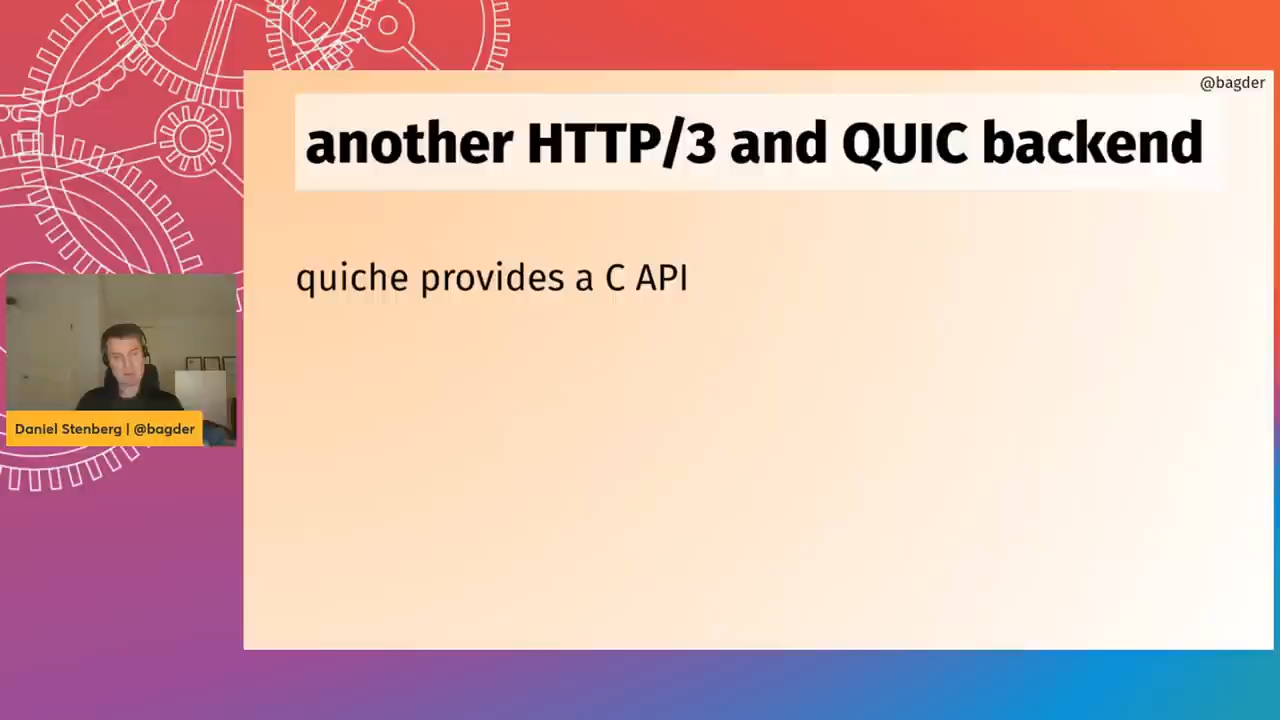 @bagder
another HTTP/3 and QUIC backend
quiche provides a C API
Daniel Stenberg | @bagder